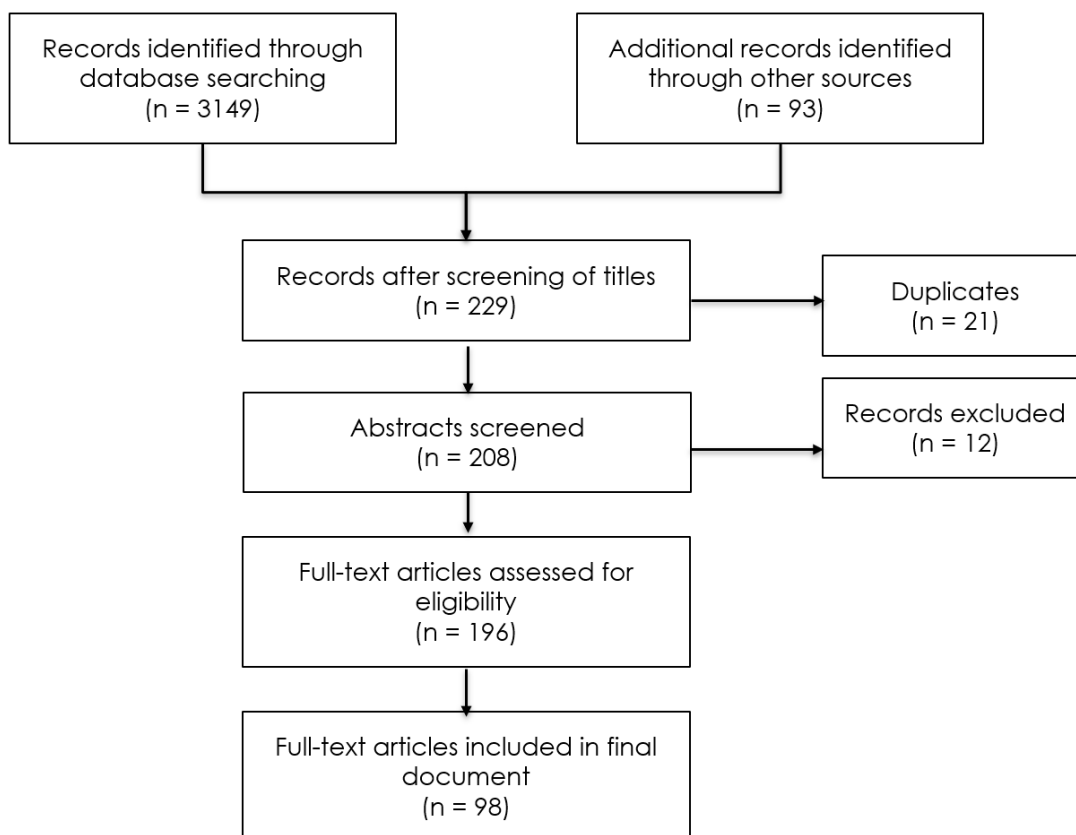 Records identified through
database searching
(n = 3149)
Additional records identified
through other sources
(n = 93)
Records after screening of titles
(n = 229)
Duplicates
(n = 21)
Abstracts screened
(n = 208)
Records excluded
(n = 12)
Full-text articles assessed for
eligibility
(n = 196)
Full-text articles included in final
document
(n = 98)